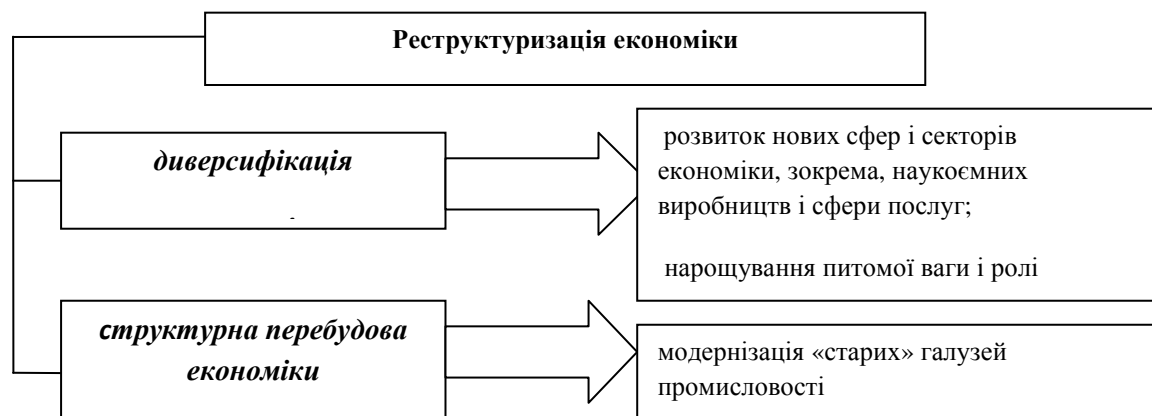 Реструктуризація економіки
диверсифікація
розвиток нових сфер і секторів
економіки, зокрема, наукоємних
виробництв і сфери послуг;
нарощування питомої ваги і ролі
структурна перебудова
економіки
модернізація «старих» галузей
промисловості